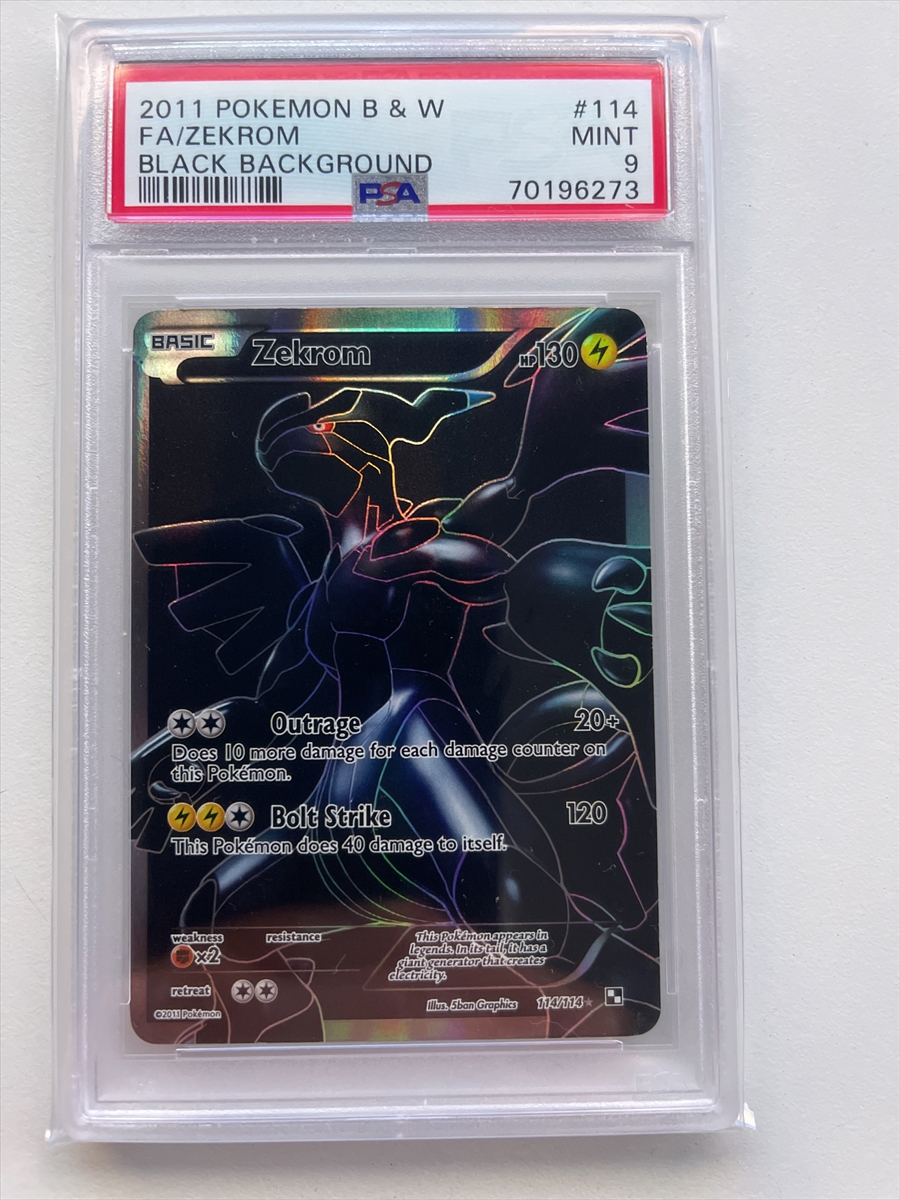 2011 POKEMON B & W #114
FA/ZEKROM MINT
BLACK BACKGROUND 9
PSA 70196273
BASIC Zekrom HP130
Outrage 20+
Does 10 more damage for each damage counter on
this Pokémon.
Bolt Strike 120
This Pokémon does 40 damage to itself.
weakness resistance
x2
This Pokémon appears in
legends. In its tail, it has a
giant generator that creates
electricity.
retreat
Illus. 5ban Graphics 114/114
©2011 Pokémon